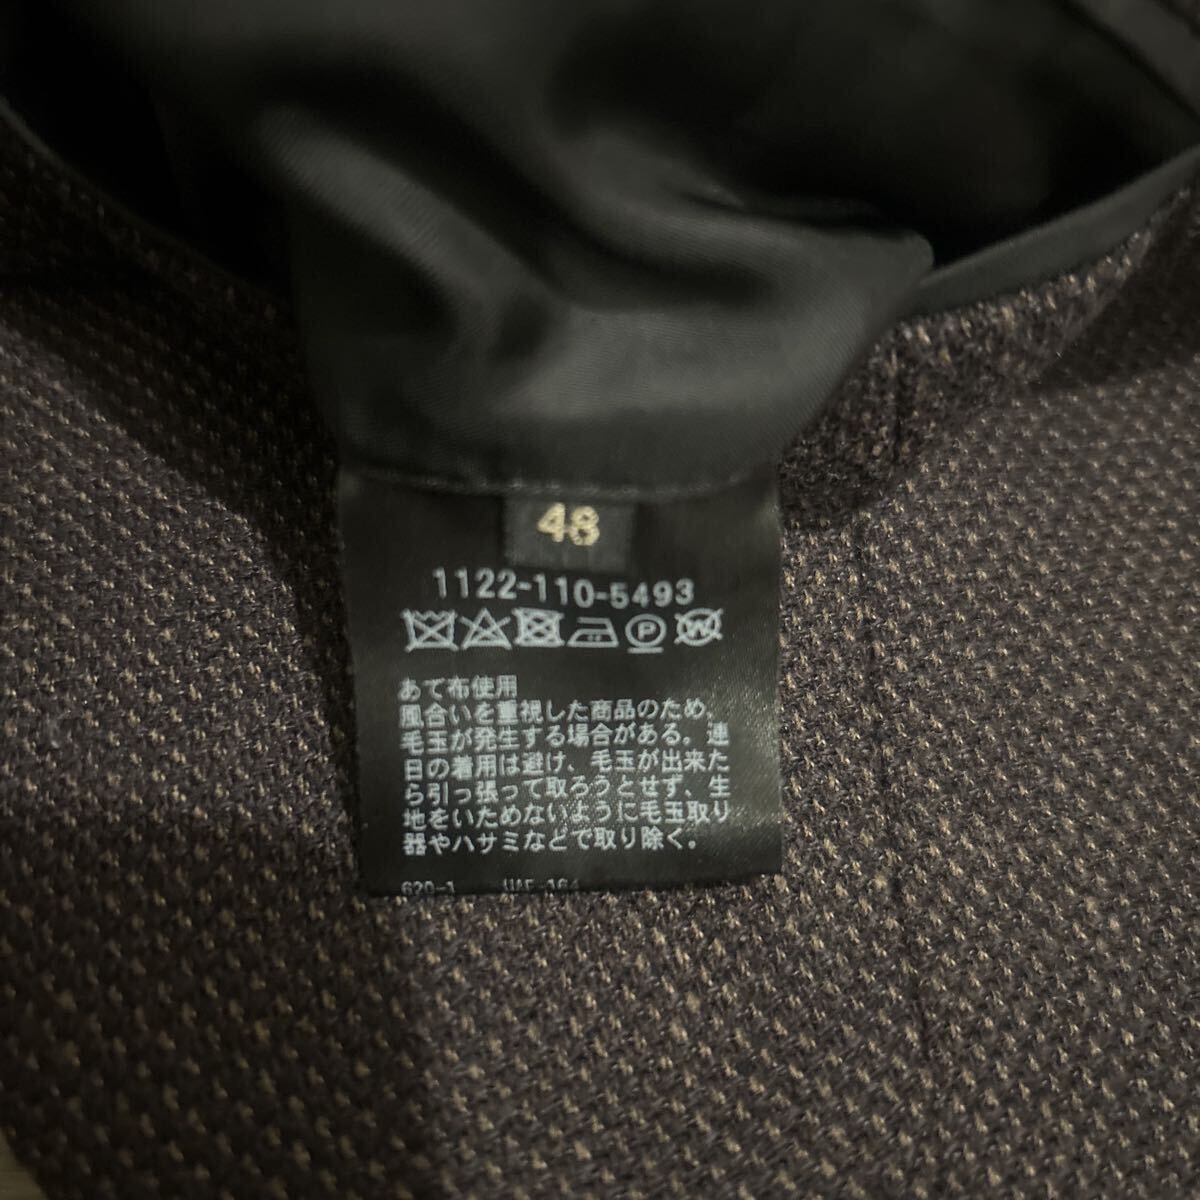 48
1122-110-5493
P W
あて布使用
風合いを重視した商品のため、
毛玉が発生する場合がある。連
日の着用は避け、毛玉が出来た
ら引っ張って取ろうとせず、生
地をいためないように毛玉取り
器やハサミなどで取り除く。
620-1